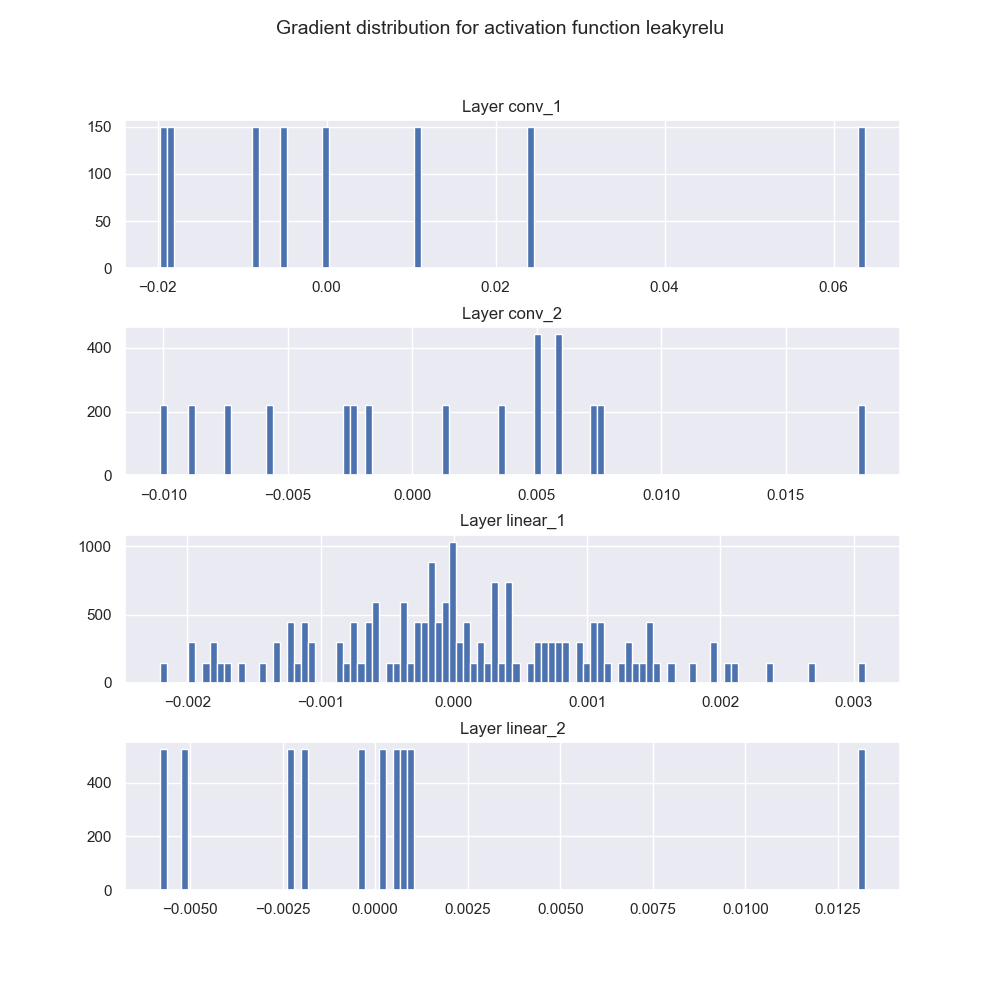 Gradient distribution for activation function leakyrelu
Layer conv_1
150
100
50
0
−0.02 0.00 0.02 0.04 0.06
Layer conv_2
400
200
0
−0.010 −0.005 0.000 0.005 0.010 0.015
Layer linear_1
1000
500
0
−0.002 −0.001 0.000 0.001 0.002 0.003
Layer linear_2
400
200
0
−0.0050 −0.0025 0.0000 0.0025 0.0050 0.0075 0.0100 0.0125